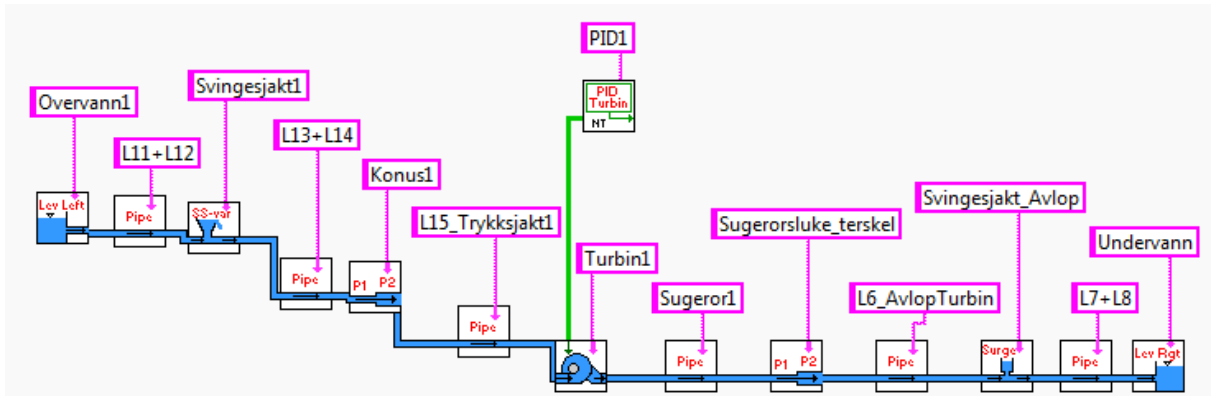 PID1
PID
Turbin
NT
Svingesjakt1
Overvann1
L13+L14
L11+L12
Konus1
Svingesjakt_Avlop
L15_Trykksjakt1
Sugerorsluke_terskel
Undervann
Lev Left
Pipe
SS-var
Turbin1
Pipe
P1 P2
Sugeror1
L6_AvlopTurbin
L7+L8
Pipe
Pipe
P1 P2
Pipe
Surge
Pipe
Lev Rgt